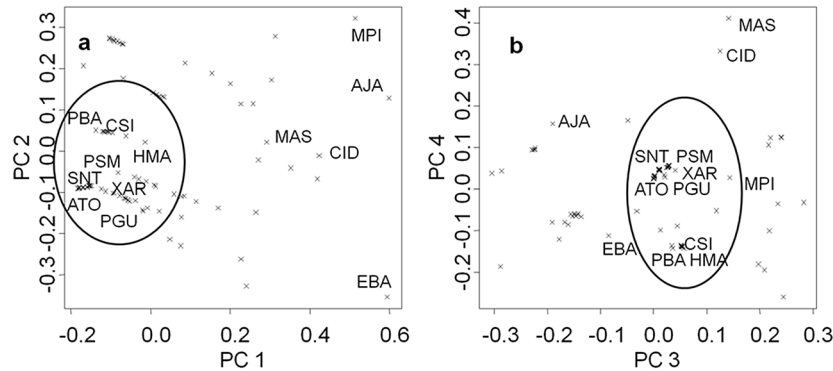 a
MPI
AJA
PBA CSI
MAS
CID
PSM HMA
SNT
XAR
ATO
PGU
EBA
PC 2
0.3
0.2
0.1
0.0
-0.1
-0.2
-0.3
-0.2 0.0 0.2 0.4 0.6
PC 1
b
MAS
CID
AJA
SNT PSM
XAR
MPI
ATO PGU
EBA
CSI
PBA HMA
PC 4
0.4
0.3
0.2
0.1
0.0
-0.1
-0.2
-0.3 -0.2 -0.1 0.0 0.1 0.2 0.3
PC 3